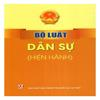 BỘ LUẬT
DÂN SỰ
(HIỆN HÀNH)